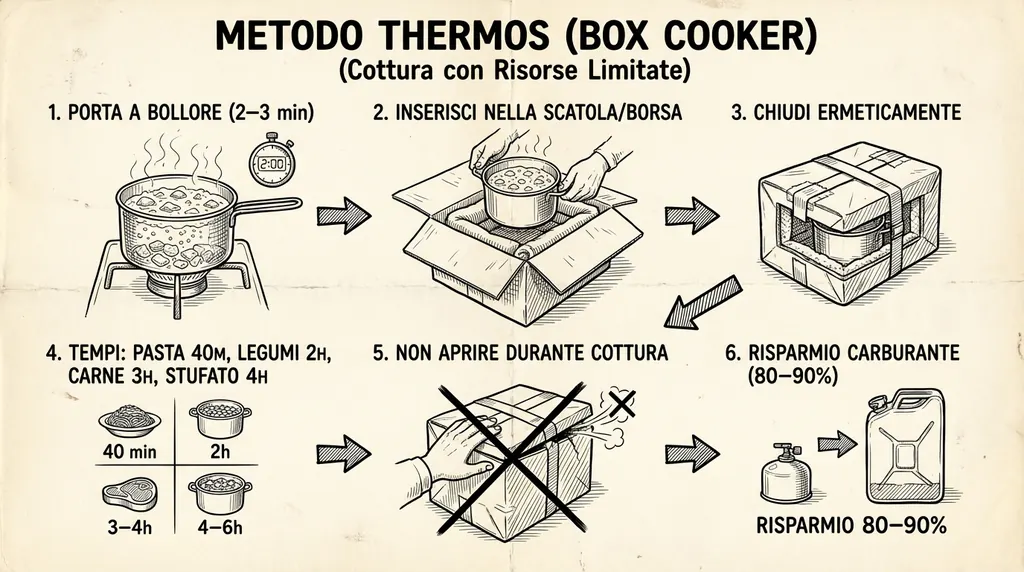 METODO THERMOS (BOX COOKER)
(Cottura con Risorse Limitate)
1. PORTA A BOLLORE (2–3 min)
2:00
2. INSERISCI NELLA SCATOLA/BORSA
3. CHIUDI ERMETICAMENTE
4. TEMPI: PASTA 40M, LEGUMI 2H,
CARNE 3H, STUFATO 4H
40 min
2h
3–4h
4–6h
5. NON APRIRE DURANTE COTTURA
6. RISPARMIO CARBURANTE
(80–90%)
RISPARMIO 80–90%